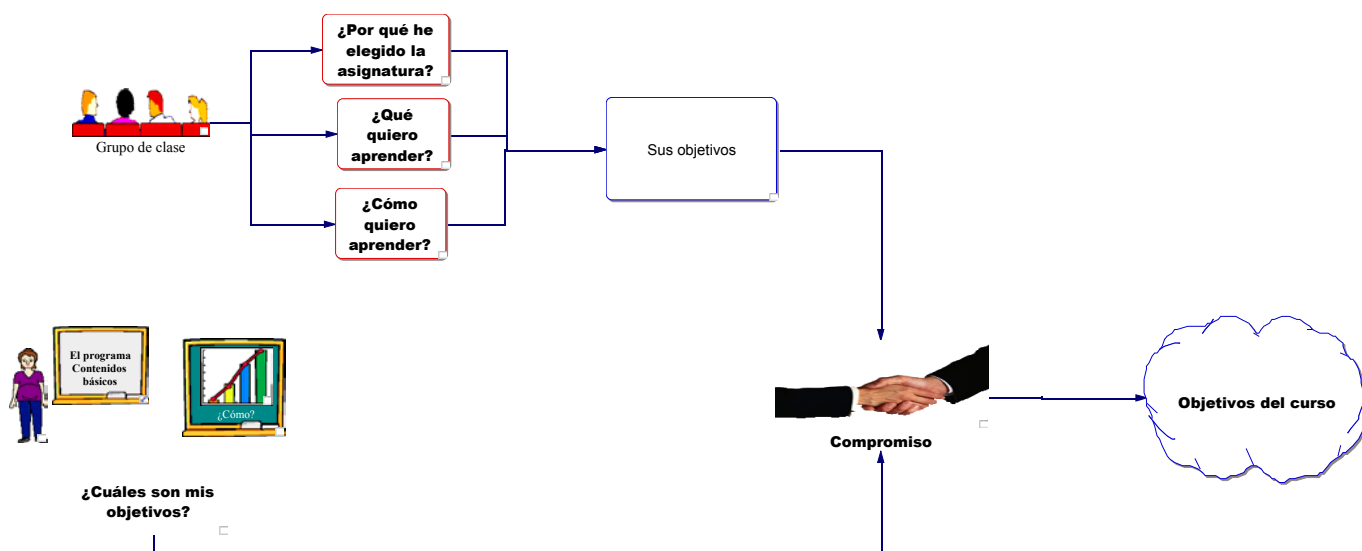 ¿Por qué he
elegido la
asignatura?
¿Qué
quiero
aprender?
Grupo de clase
Sus objetivos
¿Cómo
quiero
aprender?
El programa
Contenidos
básicos
¿Cómo?
Objetivos del curso
Compromiso
¿Cuáles son mis
objetivos?